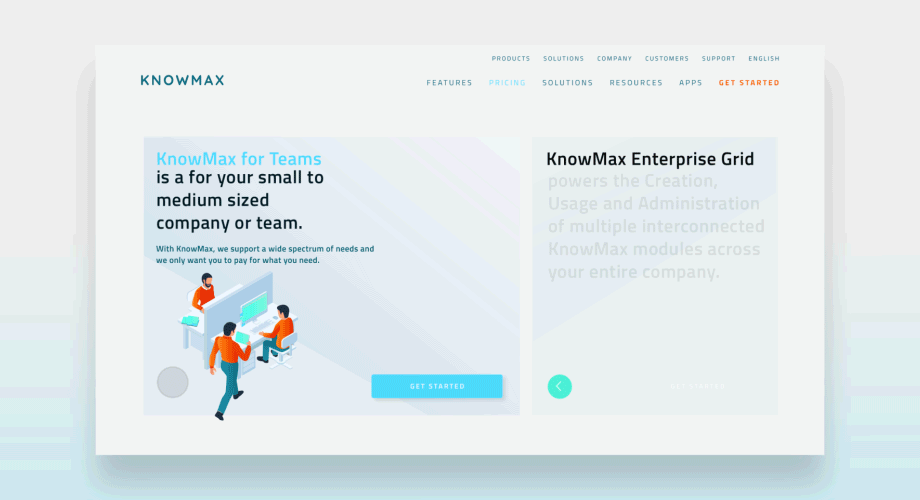 PRODUCTS SOLUTIONS COMPANY CUSTOMERS SUPPORT ENGLISH
KNOWMAX
FEATURES PRICING SOLUTIONS RESOURCES APPS GET STARTED
KnowMax for Teams
is a for your small to
medium sized
company or team.
With KnowMax, we support a wide spectrum of needs and
we only want you to pay for what you need.
GET STARTED
KnowMax Enterprise Grid
powers the Creation,
Usage and Administration
of multiple interconnected
KnowMax modules across
your entire company.
GET STARTED